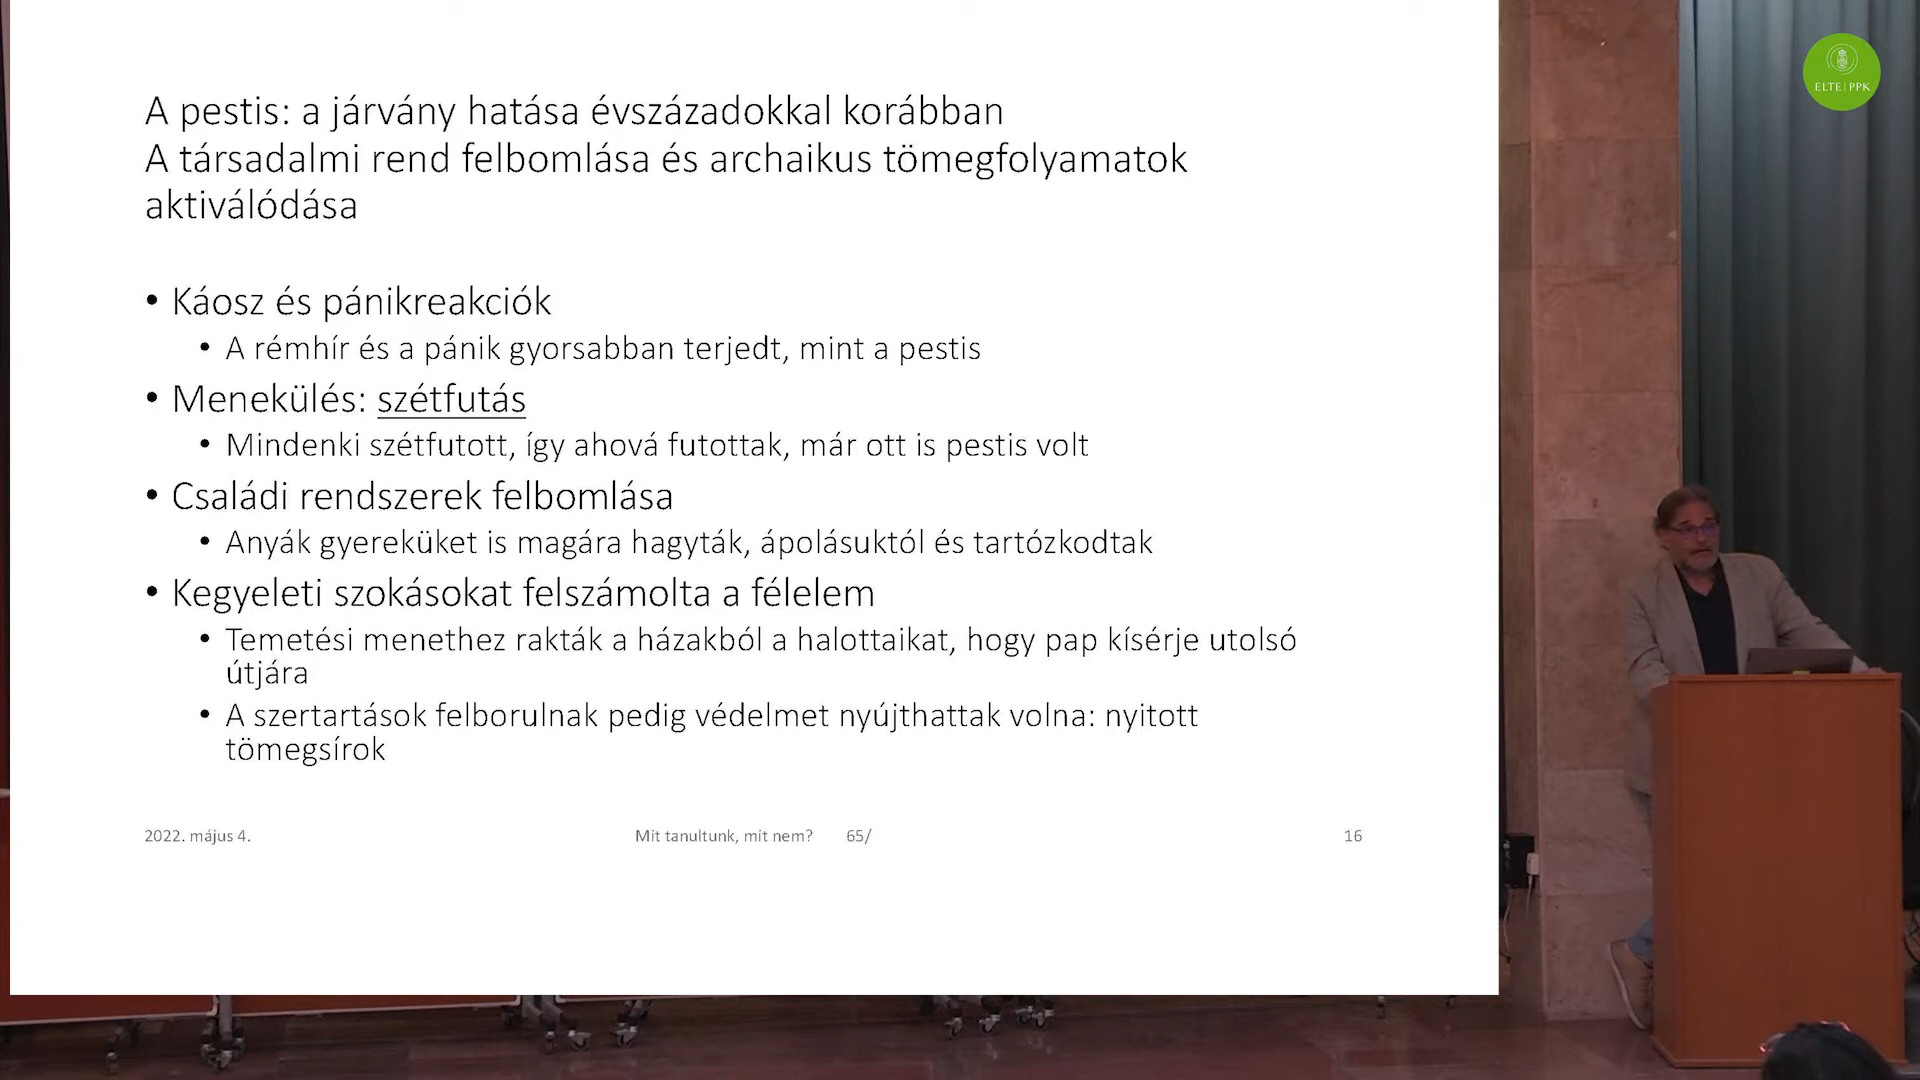 A pestis: a járvány hatása évszázadokkal korábban
A társadalmi rend felbomlása és archaikus tömegfolyamatok
aktiválódása
• Káosz és pánikreakciók
• A rémhír és a pánik gyorsabban terjedt, mint a pestis
• Menekülés: szétfutás
• Mindenki szétfutott, így ahová futottak, már ott is pestis volt
• Családi rendszerek felbomlása
• Anyák gyereküket is magára hagyták, ápolásuktól és tartózkodtak
• Kegyeleti szokásokat felszámolta a félelem
• Temetési menethez rakták a házakból a halottaikat, hogy pap kísérje utolsó
útjára
• A szertartások felborulnak pedig védelmet nyújthattak volna: nyitott
tömegsírok
2022. május 4. Mit tanultunk, mit nem? 65/ 16
ELTE | PPK